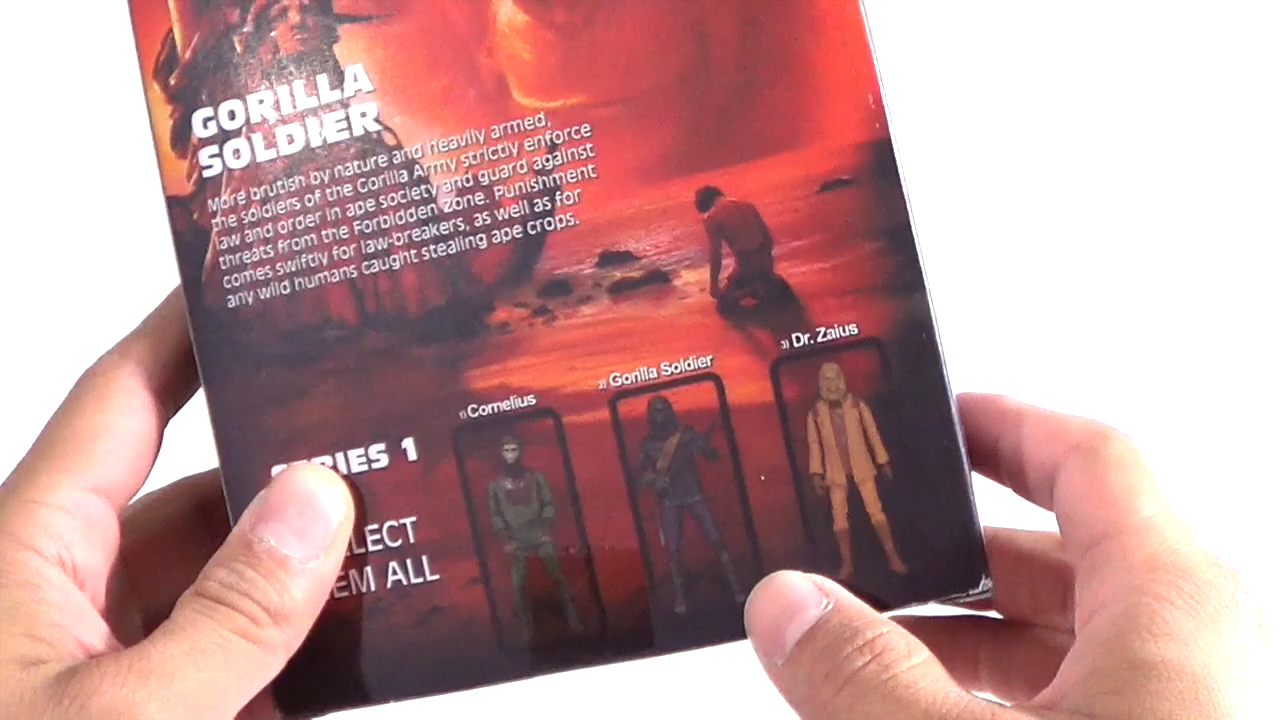 GORILLA
SOLDIER
More brutish by nature and heavily armed,
the soldiers of the Gorilla Army strictly enforce
law and order in ape society and guard against
threats from the Forbidden Zone. Punishment
comes swiftly for law-breakers, as well as for
any wild humans caught stealing ape crops.
3) Dr. Zaius
2) Gorilla Soldier
1) Cornelius
SERIES 1
LECT
EM ALL